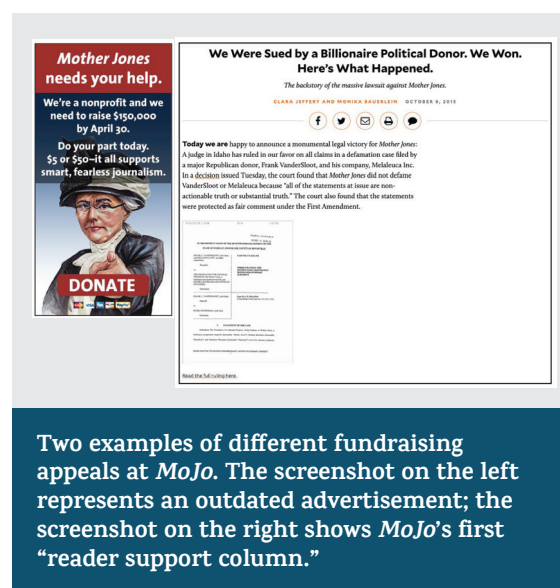 Mother Jones
needs your help.
We're a nonprofit and we
need to raise $150,000
by April 30.
Do your part today.
$5 or $50–it all supports
smart, fearless journalism.
DONATE
VISA
PayPal
We Were Sued by a Billionaire Political Donor. We Won.
Here's What Happened.
The backstory of the massive lawsuit against Mother Jones.
CLARA JEFFERY AND MONIKA BAUERLEIN OCTOBER 8, 2015
Today we are happy to announce a monumental legal victory for Mother Jones:
A judge in Idaho has ruled in our favor on all claims in a defamation case filed by
a major Republican donor, Frank VanderSloot, and his company, Melaleuca Inc.
In a decision issued Tuesday, the court found that Mother Jones did not defame
VanderSloot or Melaleuca because "all of the statements at issue are non-
actionable truth or substantial truth." The court also found that the statements
were protected as fair comment under the First Amendment.
Read the full ruling here.
Two examples of different fundraising
appeals at MoJo. The screenshot on the left
represents an outdated advertisement; the
screenshot on the right shows MoJo's first
“reader support column.”